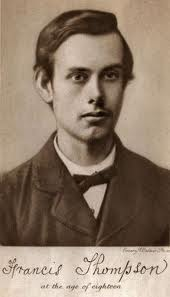 Francis Thompson
at the age of eighteen